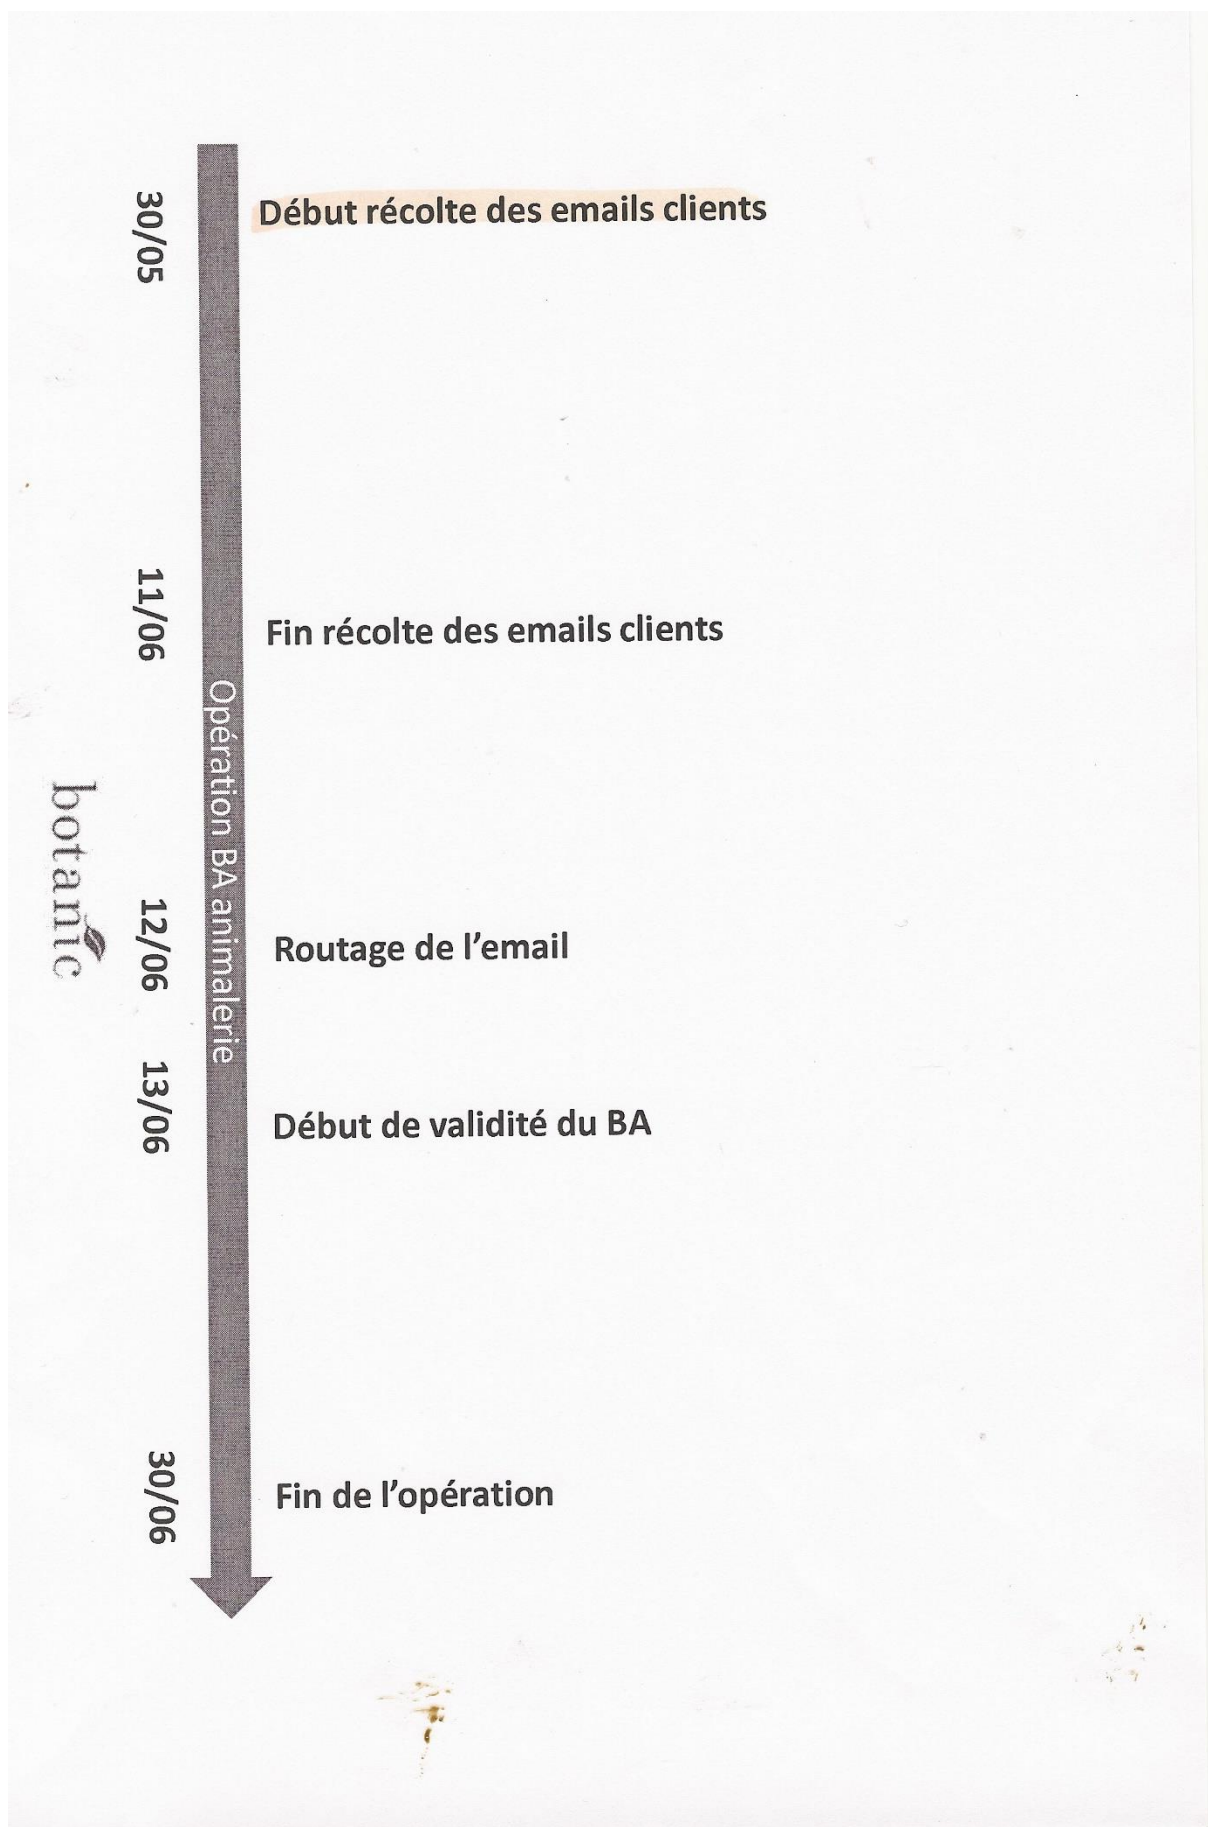 30/05
Début récolte des emails clients
11/06
Fin récolte des emails clients
Opération BA animalerie
botanic
12/06
Routage de l’email
13/06
Début de validité du BA
30/06
Fin de l’opération